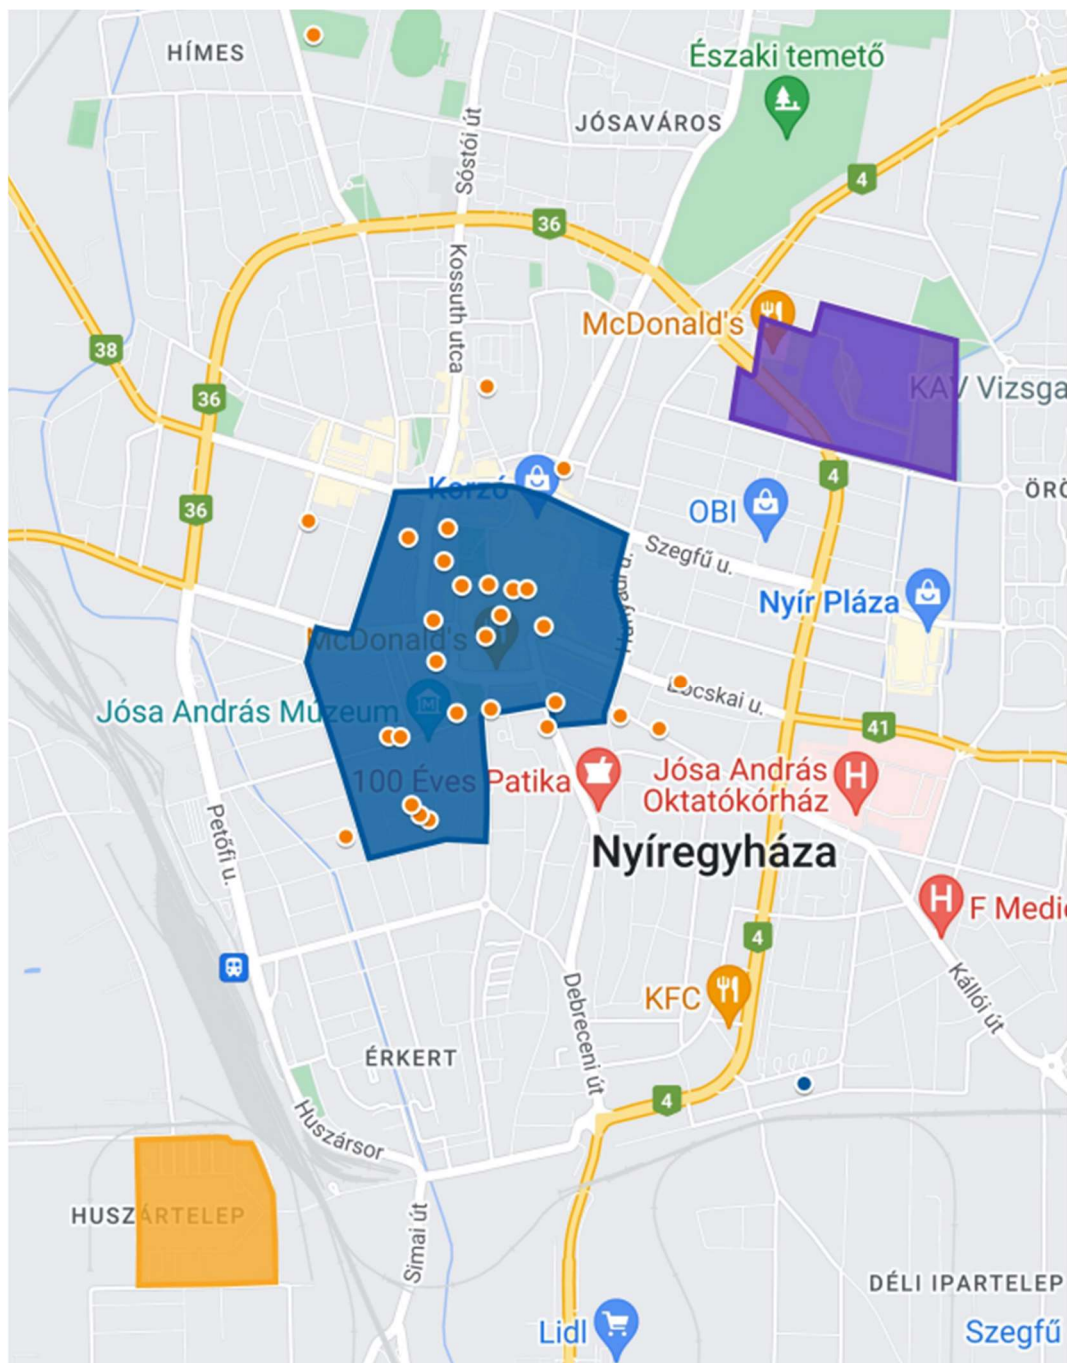 HÍMES
Északi temető
JÓSAVÁROS
Sóstói út
4
36
Kossuth utca
McDonald's
38
36
KAV Vizsga
4
Korzó
ÖRÖ
36
OBI
Szegfű u.
Hunyadi u.
Nyír Pláza
McDonald's
Bocskai u.
Jósa András Múzeum
M
41
100 Éves Patika
Jósa András
Oktatókórház
H
Petőfi u.
Nyíregyháza
H
F Medic
4
KFC
Debreceni út
Kállói út
ÉRKERT
4
Huszársor
HUSZÁRTELEP
Simai út
DÉLI IPARTELEP
Lidl
Szegfű